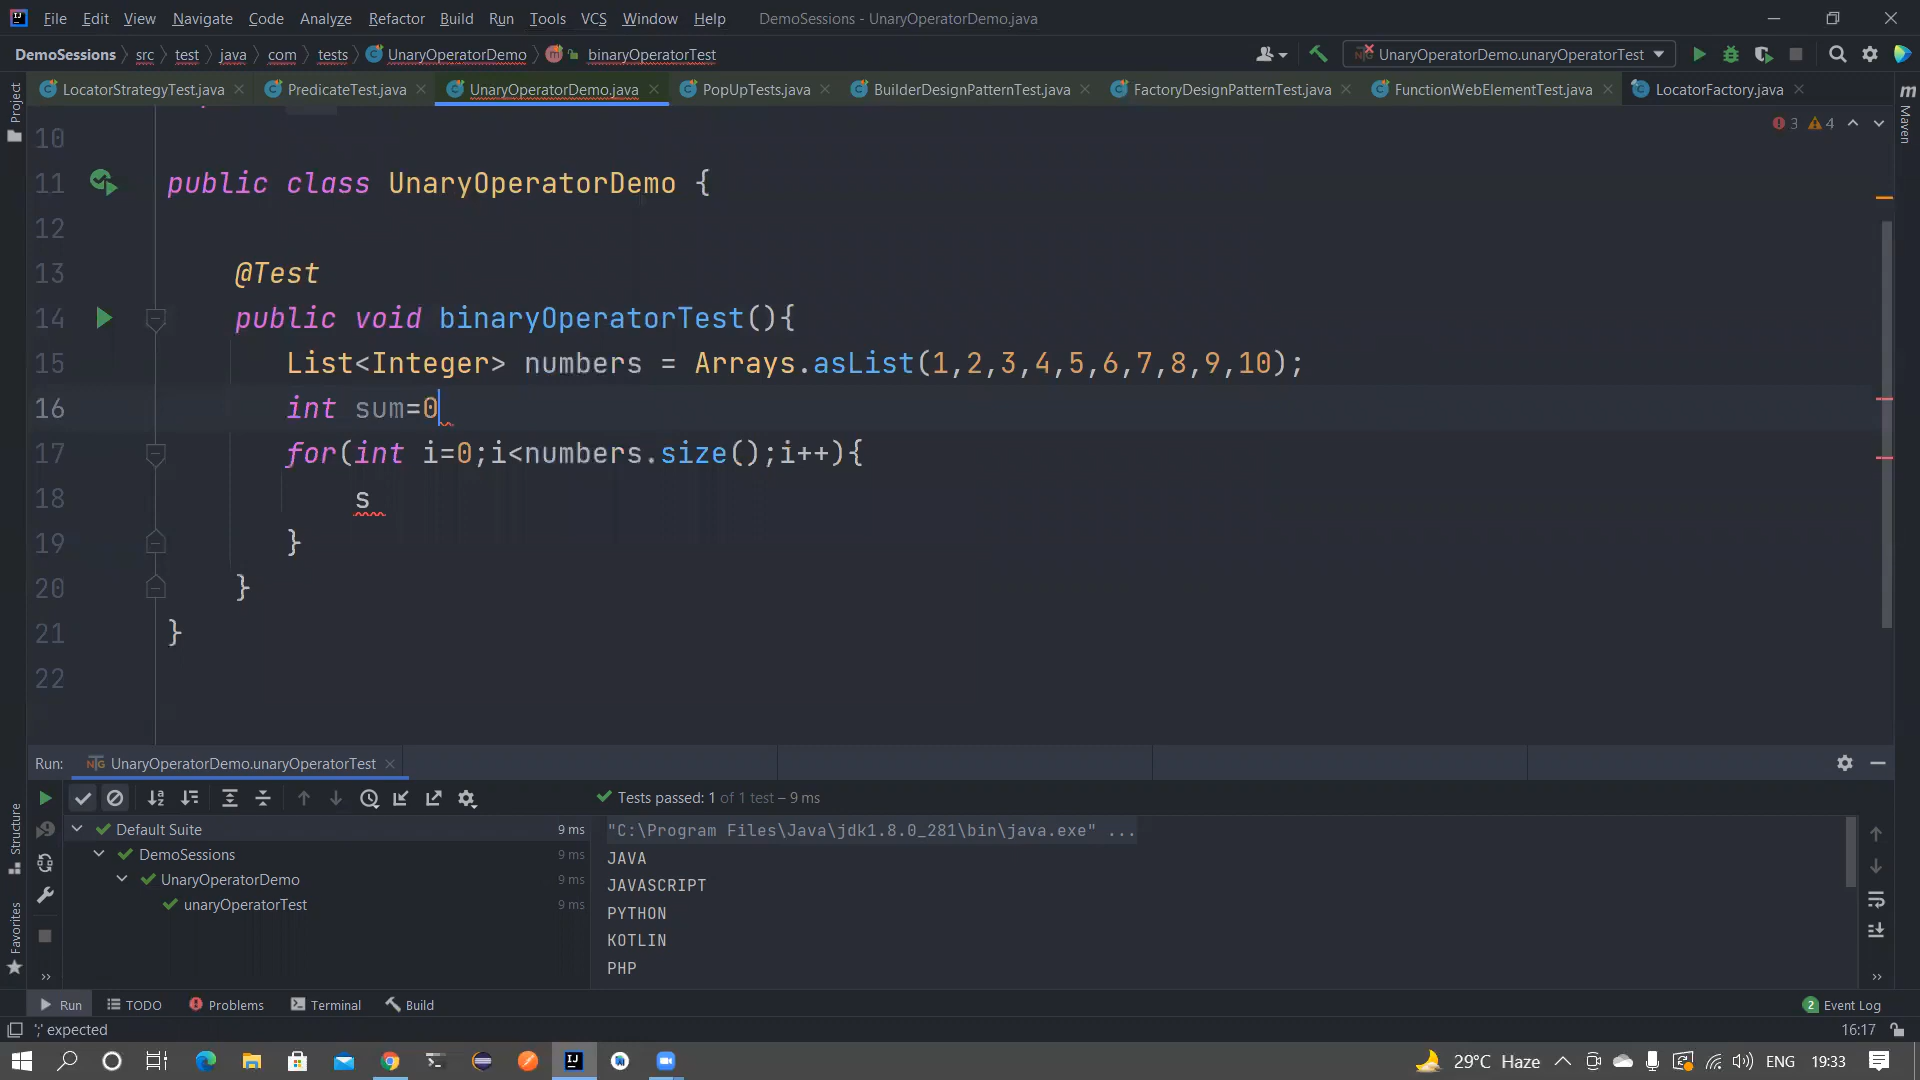 File Edit View Navigate Code Analyze Refactor Build Run Tools VCS Window Help DemoSessions - UnaryOperatorDemo.java
DemoSessions src test java com tests UnaryOperatorDemo binaryOperatorTest UnaryOperatorDemo.unaryOperatorTest
LocatorStrategyTest.java PredicateTest.java UnaryOperatorDemo.java PopUpTests.java BuilderDesignPatternTest.java FactoryDesignPatternTest.java FunctionWebElementTest.java LocatorFactory.java
Project
Maven
3 4
10
11 public class UnaryOperatorDemo {
12
13 @Test
14 public void binaryOperatorTest(){
15 List<Integer> numbers = Arrays.asList(1,2,3,4,5,6,7,8,9,10);
16 int sum=0
17 for(int i=0;i<numbers.size();i++){
18 s
19 }
20 }
21 }
22
Run: UnaryOperatorDemo.unaryOperatorTest
Tests passed: 1 of 1 test – 9 ms
Default Suite 9 ms
DemoSessions 9 ms
UnaryOperatorDemo 9 ms
unaryOperatorTest 9 ms
"C:\Program Files\Java\jdk1.8.0_281\bin\java.exe" ...
JAVA
JAVASCRIPT
PYTHON
KOTLIN
PHP
Structure
Favorites
Run TODO Problems Terminal Build 2 Event Log
';' expected 16:17
29°C Haze ENG 19:33